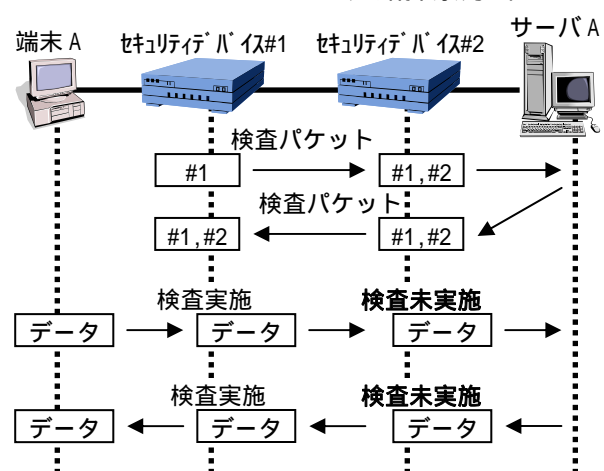 端末 A
ｾｷｭﾘﾃｨﾃﾞﾊﾞｲｽ#1
ｾｷｭﾘﾃｨﾃﾞﾊﾞｲｽ#2
サーバ A
検査パケット
#1
#1,#2
検査パケット
#1,#2
#1,#2
検査実施
検査未実施
データ
データ
データ
検査実施
検査未実施
データ
データ
データ